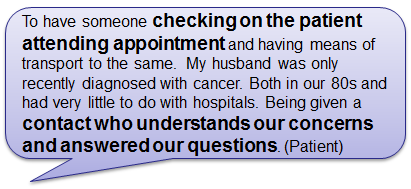 To have someone checking on the patient
attending appointment and having means of
transport to the same. My husband was only
recently diagnosed with cancer. Both in our 80s and
had very little to do with hospitals. Being given a
contact who understands our concerns
and answered our questions. (Patient)